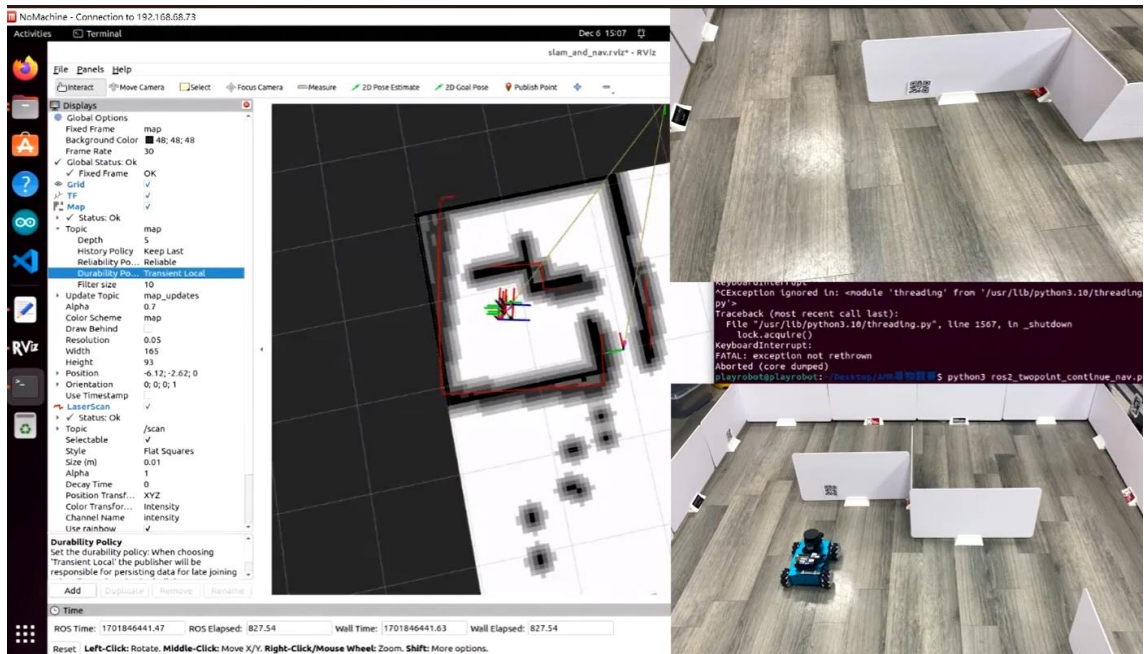 NoMachine - Connection to 192.168.68.73
Activities
Terminal
Dec 6 15:07
slam_and_nav.rviz* - RViz
File Panels Help
Interact
Move Camera
Select
Focus Camera
Measure
2D Pose Estimate
2D Goal Pose
Publish Point
Displays
Global Options
Fixed Frame map
Background Color 48; 48; 48
Frame Rate 30
Global Status: Ok
Fixed Frame OK
Grid
TF
Map
Status: Ok
Topic map
Depth 5
History Policy Keep Last
Reliability Po... Reliable
Durability Po... Transient Local
Filter size 10
Update Topic map_updates
Alpha 0.7
Color Scheme map
Draw Behind
Resolution 0.05
Width 165
Height 93
Position -6.12; -2.62; 0
Orientation 0; 0; 0; 1
Use Timestamp
LaserScan
Status: Ok
Topic /scan
Selectable
Style Flat Squares
Size (m) 0.01
Alpha 1
Decay Time 0
Position Transf... XYZ
Color Transfor... Intensity
Channel Name intensity
Use rainbow
Durability Policy
Set the durability policy: When choosing
'Transient Local' the publisher will be
responsible for persisting data for late joining
Add
Duplicate
Remove
Rename
Time
ROS Time: 1701846441.47
ROS Elapsed: 827.54
Wall Time: 1701846441.63
Wall Elapsed: 827.54
Reset
Left-Click: Rotate. Middle-Click: Move X/Y. Right-Click/Mouse Wheel: Zoom. Shift: More options.
RViz
KeyboardInterrupt
^CException ignored in: <module 'threading' from '/usr/lib/python3.10/threading.
py'>
Traceback (most recent call last):
File "/usr/lib/python3.10/threading.py", line 1567, in _shutdown
lock.acquire()
KeyboardInterrupt:
FATAL: exception not rethrown
Aborted (core dumped)
playrobot@playrobot:~/Desktop/ $ python3 ros2_twopoint_continue_nav.p